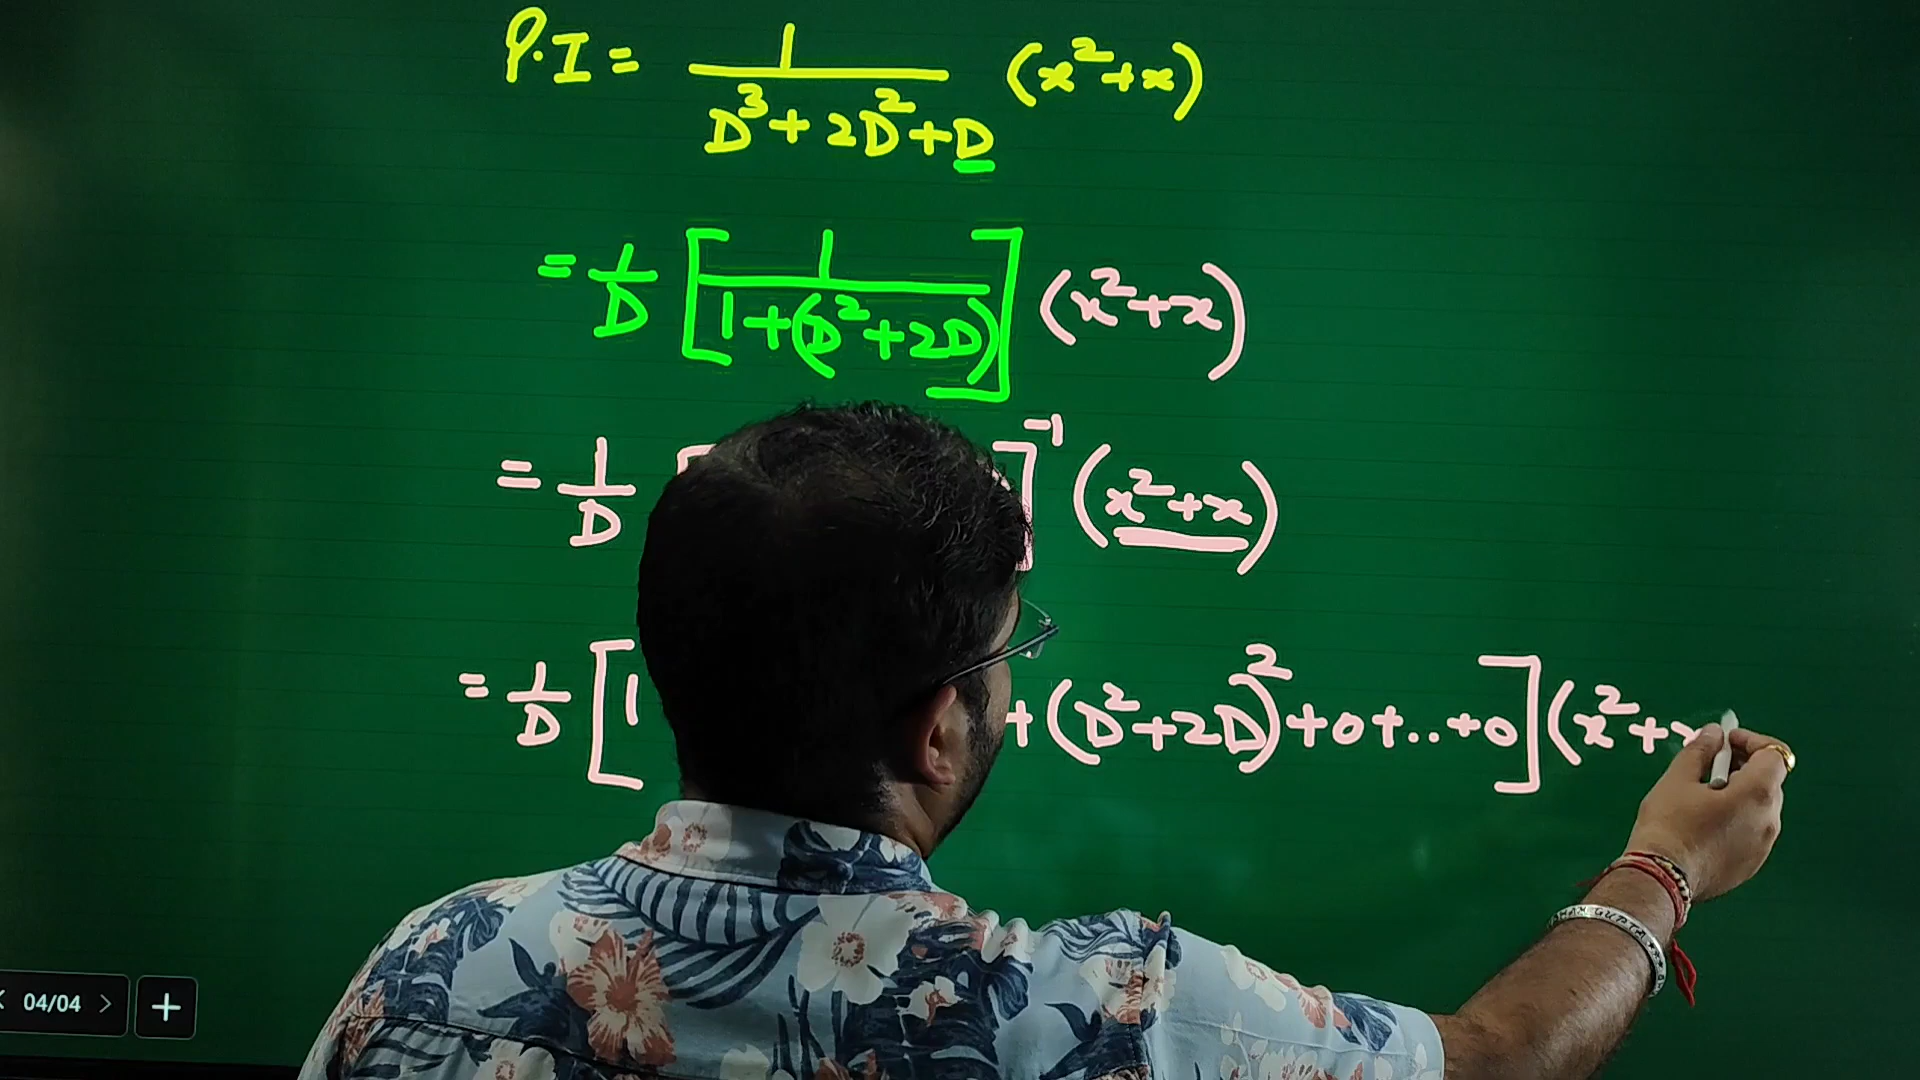 P.I = 1/(D³ + 2D² + D) (x² + x)
= 1/D [1/(1 + (D² + 2D))] (x² + x)
= 1/D [ ]⁻¹ (x² + x)
= 1/D [1 + (D² + 2D)² + 0 + .. + 0] (x² + x
04/04